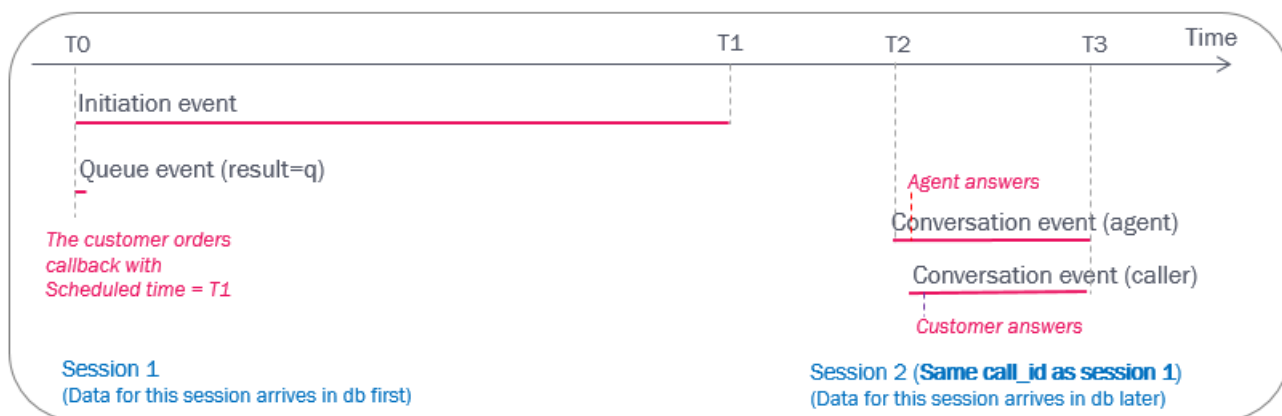 T0
T1
T2
T3
Time
Initiation event
Queue event (result=q)
Agent answers
Conversation event (agent)
The customer orders
callback with
Scheduled time = T1
Conversation event (caller)
Customer answers
Session 1
(Data for this session arrives in db first)
Session 2 (Same call_id as session 1)
(Data for this session arrives in db later)